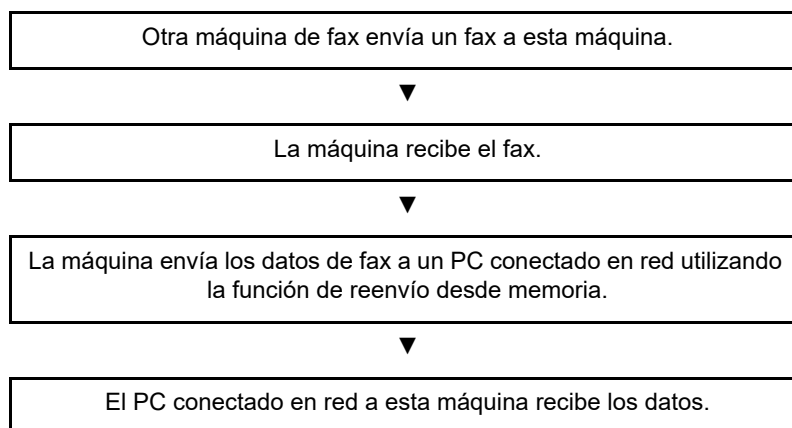 Otra máquina de fax envía un fax a esta máquina.
▼
La máquina recibe el fax.
▼
La máquina envía los datos de fax a un PC conectado en red utilizando
la función de reenvío desde memoria.
▼
El PC conectado en red a esta máquina recibe los datos.